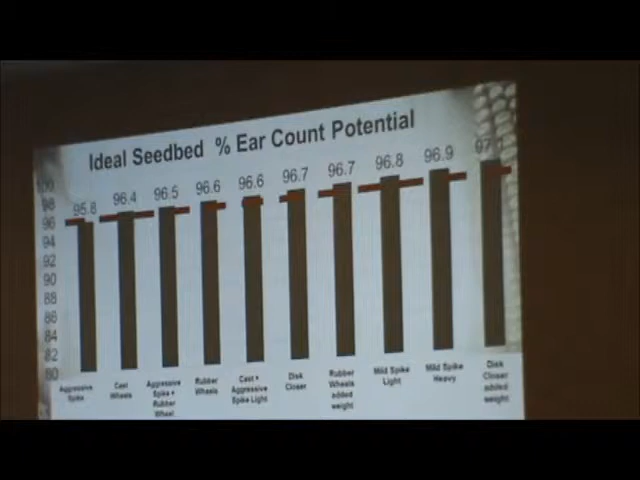 Ideal Seedbed % Ear Count Potential
100
98
96
94
92
90
88
86
84
82
80
95.8
96.4
96.5
96.6
96.6
96.7
96.7
96.8
96.9
97.1
Aggressive
Spike
Cast
Wheels
Aggressive
Spike +
Rubber
Wheel
Rubber
Wheels
Cast +
Aggressive
Spike Light
Disk
Closer
Rubber
Wheels
added
weight
Mild Spike
Light
Mild Spike
Heavy
Disk
Closer
added
weight